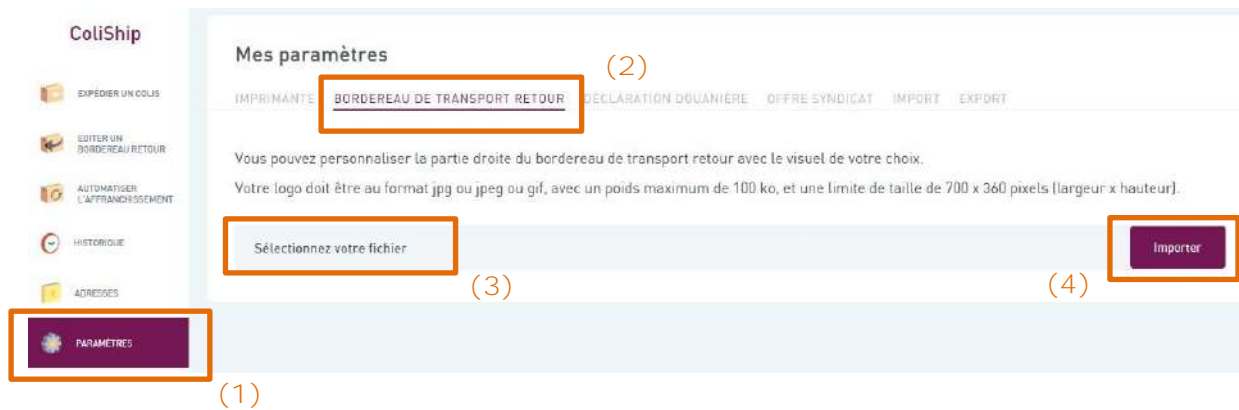 ColiShip
EXPÉDIER UN COLIS
EDITER UN
BORDEREAU RETOUR
AUTOMATISER
L'AFFRANCHISSEMENT
HISTORIQUE
ADRESSES
PARAMÈTRES
(1)
Mes paramètres
(2)
IMPRIMANTE BORDEREAU DE TRANSPORT RETOUR DÉCLARATION DOUANIÈRE OFFRE SYNDICAT IMPORT EXPORT
Vous pouvez personnaliser la partie droite du bordereau de transport retour avec le visuel de votre choix.
Votre logo doit être au format jpg ou jpeg ou gif, avec un poids maximum de 100 ko, et une limite de taille de 700 x 360 pixels (largeur x hauteur).
Sélectionnez votre fichier
Importer
(3)
(4)